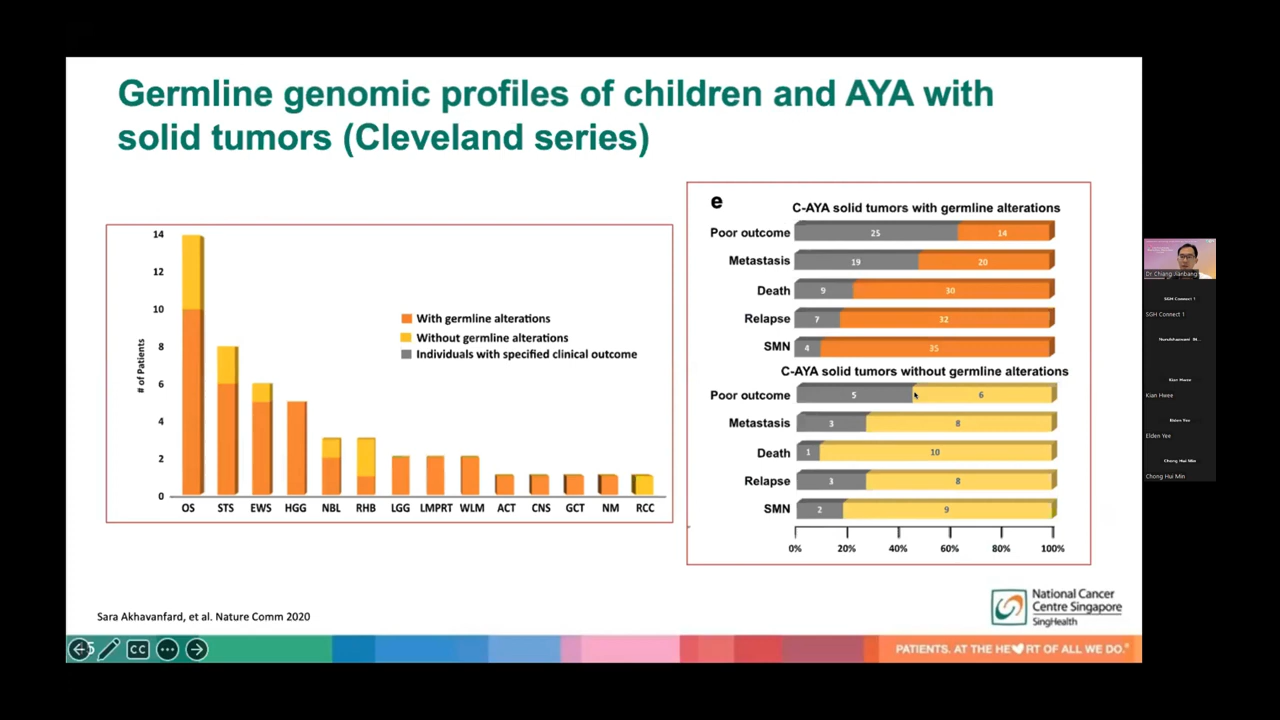 Germline genomic profiles of children and AYA with
solid tumors (Cleveland series)
14
12
10
8
6
4
2
0
# of Patients
With germline alterations
Without germline alterations
Individuals with specified clinical outcome
OS STS EWS HGG NBL RHB LGG LMPRT WLM ACT CNS GCT NM RCC
e
C-AYA solid tumors with germline alterations
Poor outcome 25 14
Metastasis 19 20
Death 9 30
Relapse 7 32
SMN 4 35
C-AYA solid tumors without germline alterations
Poor outcome 5 6
Metastasis 3 8
Death 1 10
Relapse 3 8
SMN 2 9
0% 20% 40% 60% 80% 100%
Sara Akhavanfard, et al. Nature Comm 2020
National Cancer
Centre Singapore
SingHealth
CC
PATIENTS. AT THE HE RT OF ALL WE DO.®
Dr Chiang Jianbang
SGH Connect 1
SGH Connect 1
Kian Hwee
Kian Hwee
Elden Yee
Elden Yee
Chong Hui Min
Chong Hui Min